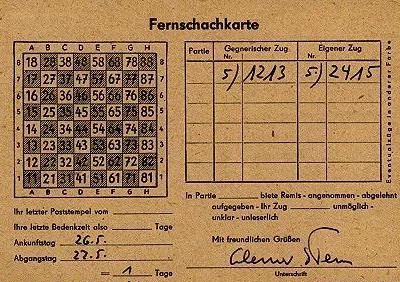 Fernschachkarte
A B C D E F G H
8 18 28 38 48 58 68 78 88 8
7 17 27 37 47 57 67 77 87 7
6 16 26 36 46 56 66 76 86 6
5 15 25 35 45 55 65 75 85 5
4 14 24 34 44 54 64 74 84 4
3 13 23 33 43 53 63 73 83 3
2 12 22 32 42 52 62 72 82 2
1 11 21 31 41 51 61 71 81 1
A B C D E F G H
Partie Gegnerischer Zug Eigener Zug
Nr. Nr.
5) 1213 5) 2415
Eventualzüge in anderer Farbe
Ihr letzter Poststempel vom
Ihre letzte Bedenkzeit also Tage
Ankunftstag 26.5.
Abgangstag 27.5.
= 1 Tage
In Partie biete Remis - angenommen - abgelehnt
aufgegeben - Ihr Zug unmöglich -
unklar - unleserlich
Mit freundlichen Grüßen
Unterschrift